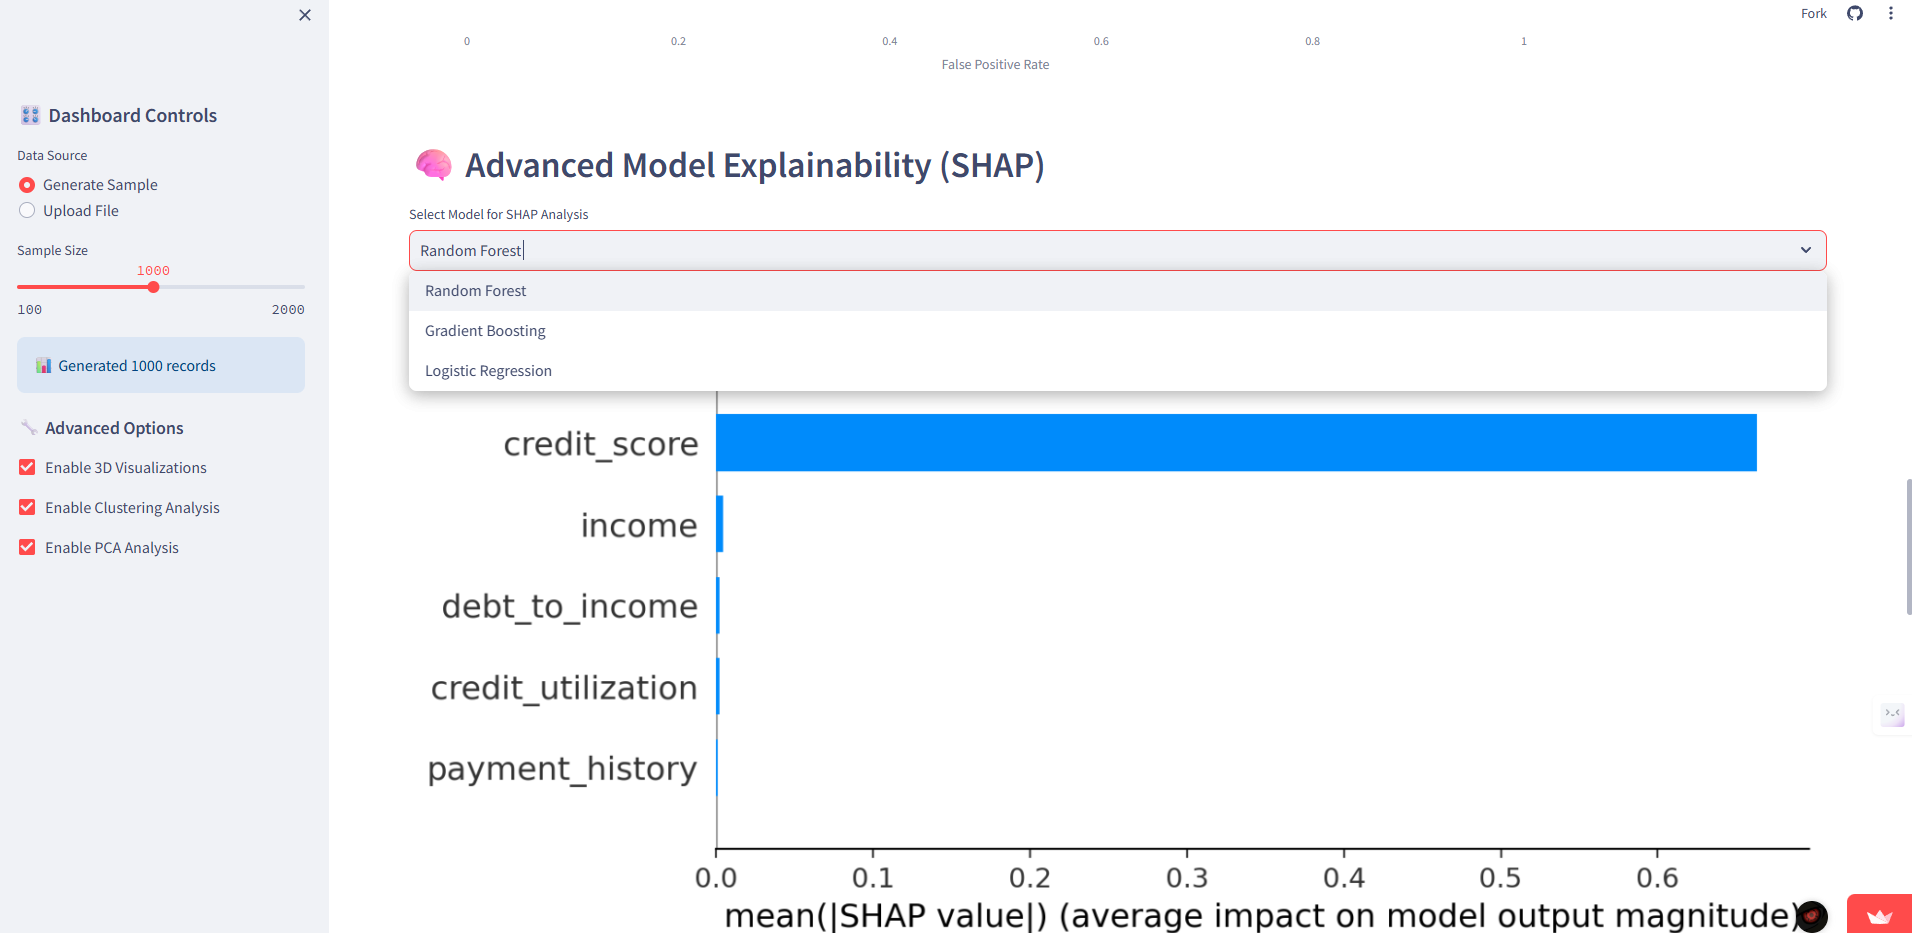 Fork
Dashboard Controls
Data Source
Generate Sample
Upload File
Sample Size
1000
100 2000
Generated 1000 records
Advanced Options
Enable 3D Visualizations
Enable Clustering Analysis
Enable PCA Analysis
0 0.2 0.4 0.6 0.8 1
False Positive Rate
Advanced Model Explainability (SHAP)
Select Model for SHAP Analysis
Random Forest
Random Forest
Gradient Boosting
Logistic Regression
credit_score
income
debt_to_income
credit_utilization
payment_history
0.0 0.1 0.2 0.3 0.4 0.5 0.6
mean(|SHAP value|) (average impact on model output magnitude)